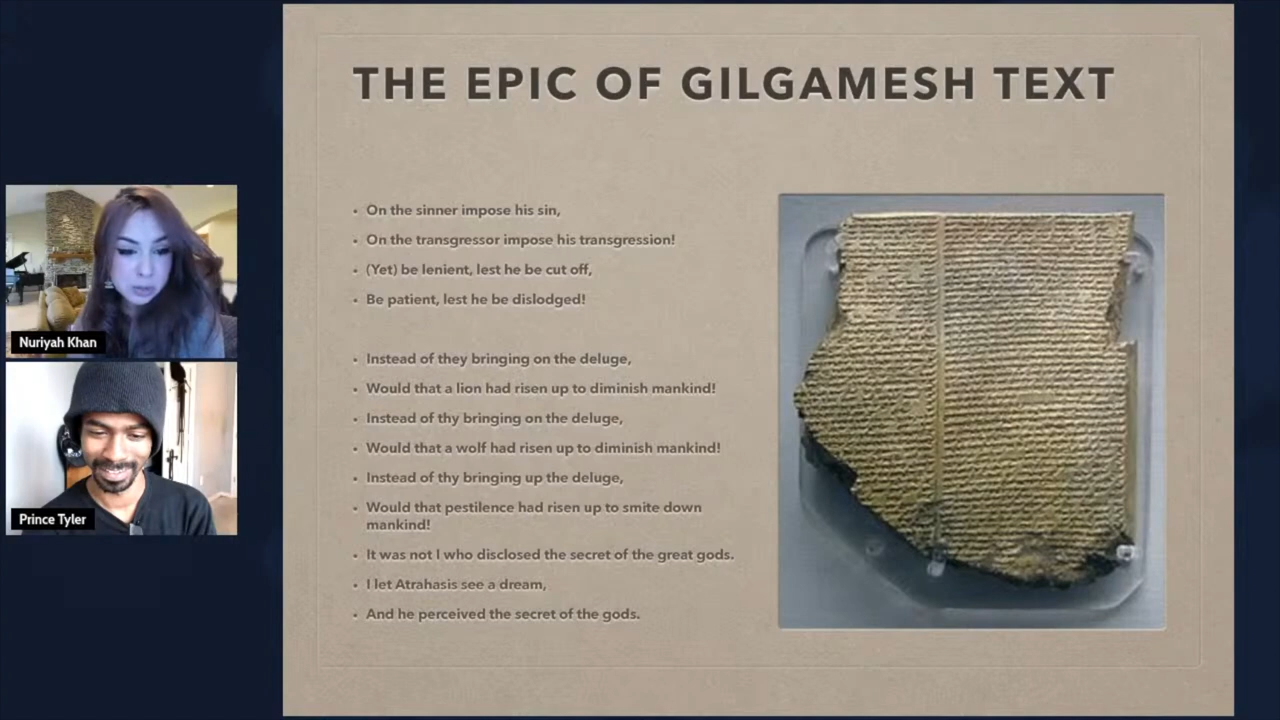 THE EPIC OF GILGAMESH TEXT
• On the sinner impose his sin,
• On the transgressor impose his transgression!
• (Yet) be lenient, lest he be cut off,
• Be patient, lest he be dislodged!
• Instead of they bringing on the deluge,
• Would that a lion had risen up to diminish mankind!
• Instead of thy bringing on the deluge,
• Would that a wolf had risen up to diminish mankind!
• Instead of thy bringing up the deluge,
• Would that pestilence had risen up to smite down
mankind!
• It was not I who disclosed the secret of the great gods.
• I let Atrahasis see a dream,
• And he perceived the secret of the gods.
Nuriyah Khan
Prince Tyler